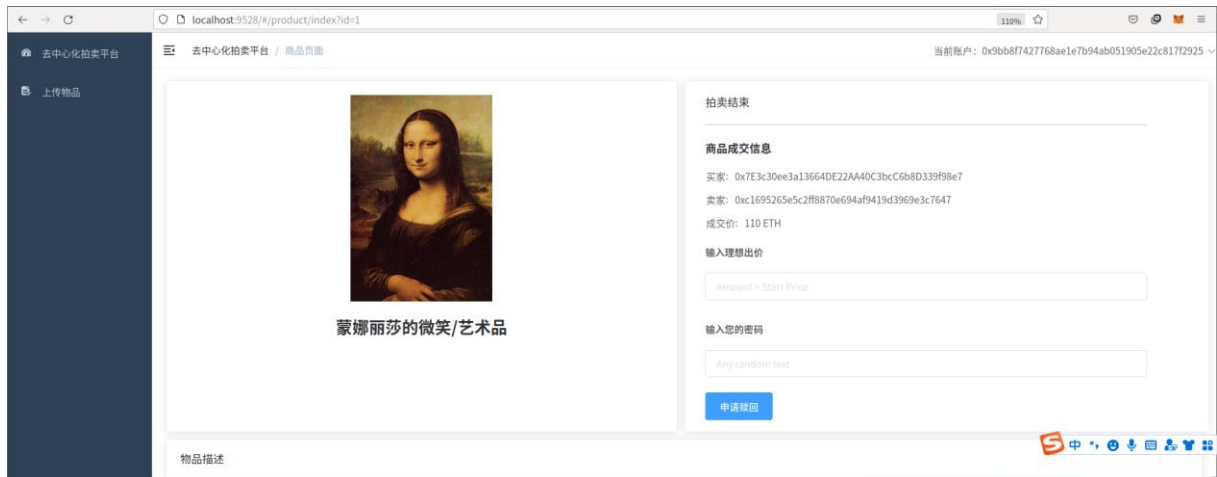 localhost:9528/#/product/index?id=1
110%
去中心化拍卖平台
去中心化拍卖平台 / 商品页面
当前账户: 0x9bb8f7427768ae1e7b94ab051905e22c817f2925
上传物品
拍卖结束
商品成交信息
买家: 0x7E3c30ee3a13664DE22AA40C3bcC6b8D339f98e7
卖家: 0xc1695265e5c2ff8870e694af9419d3969e3c7647
成交价: 110 ETH
输入理想出价
Amount > Start Price
蒙娜丽莎的微笑/艺术品
输入您的密码
Any random text
申请赎回
中
物品描述